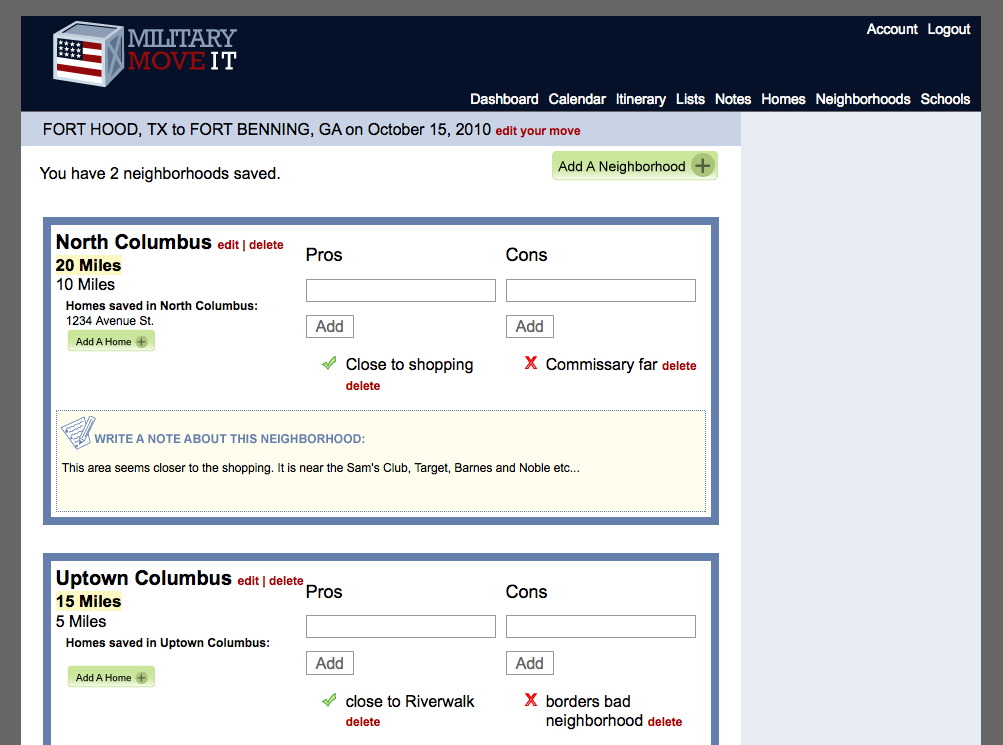 MILITARY
MOVE IT
Account Logout
Dashboard Calendar Itinerary Lists Notes Homes Neighborhoods Schools
FORT HOOD, TX to FORT BENNING, GA on October 15, 2010 edit your move
You have 2 neighborhoods saved.
Add A Neighborhood
North Columbus edit | delete
20 Miles
10 Miles
Homes saved in North Columbus:
1234 Avenue St.
Add A Home
Pros
Add
Close to shopping
delete
Cons
Add
Commissary far delete
WRITE A NOTE ABOUT THIS NEIGHBORHOOD:
This area seems closer to the shopping. It is near the Sam's Club, Target, Barnes and Noble etc...
Uptown Columbus edit | delete
15 Miles
5 Miles
Homes saved in Uptown Columbus:
Add A Home
Pros
Add
close to Riverwalk
delete
Cons
Add
borders bad
neighborhood delete